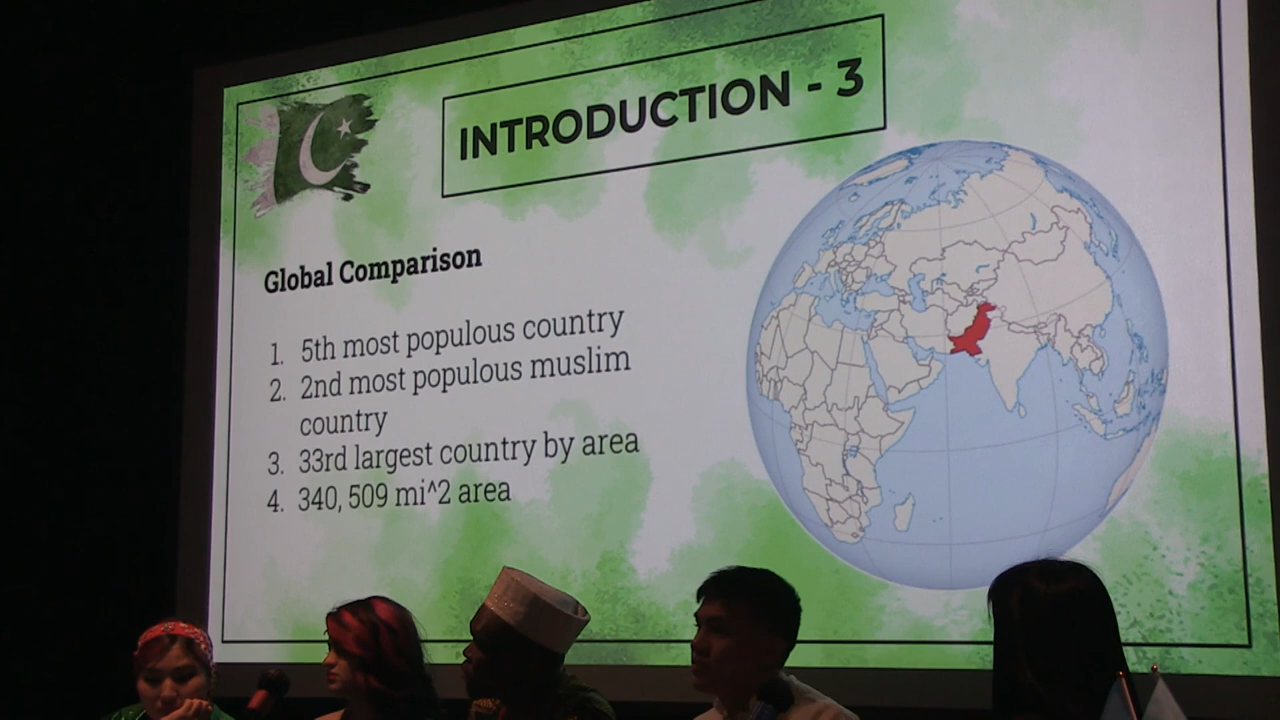 INTRODUCTION - 3
Global Comparison
1. 5th most populous country
2. 2nd most populous muslim
country
3. 33rd largest country by area
4. 340, 509 mi^2 area